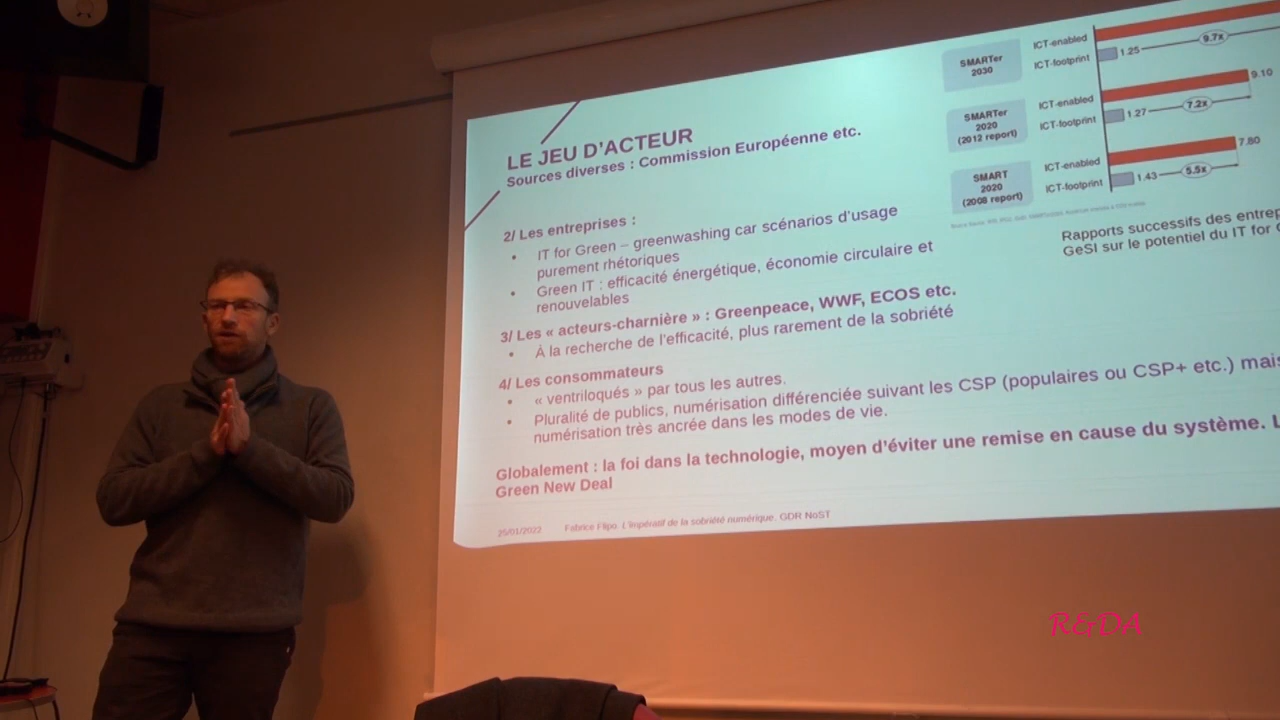 LE JEU D'ACTEUR
Sources diverses : Commission Européenne etc.
2/ Les entreprises :
• IT for Green – greenwashing car scénarios d'usage
purement rhétoriques
• Green IT : efficacité énergétique, économie circulaire et
renouvelables
3/ Les « acteurs-charnière » : Greenpeace, WWF, ECOS etc.
• À la recherche de l'efficacité, plus rarement de la sobriété
4/ Les consommateurs
• « ventriloqués » par tous les autres.
• Pluralité de publics, numérisation différenciée suivant les CSP (populaires ou CSP+ etc.) mais
numérisation très ancrée dans les modes de vie.
Globalement : la foi dans la technologie, moyen d'éviter une remise en cause du système. L
Green New Deal
25/01/2022 Fabrice Flipo L'impératif de la sobriété numérique. GDR NoST
SMARTer
2030
ICT-enabled
ICT-footprint
1.25
9.7x
SMARTer
2020
(2012 report)
ICT-enabled
ICT-footprint
9.10
1.27
7.2x
SMART
2020
(2008 report)
ICT-enabled
ICT-footprint
7.80
1.43
5.5x
Rapports successifs des entrep
GeSI sur le potentiel du IT for
R&DA